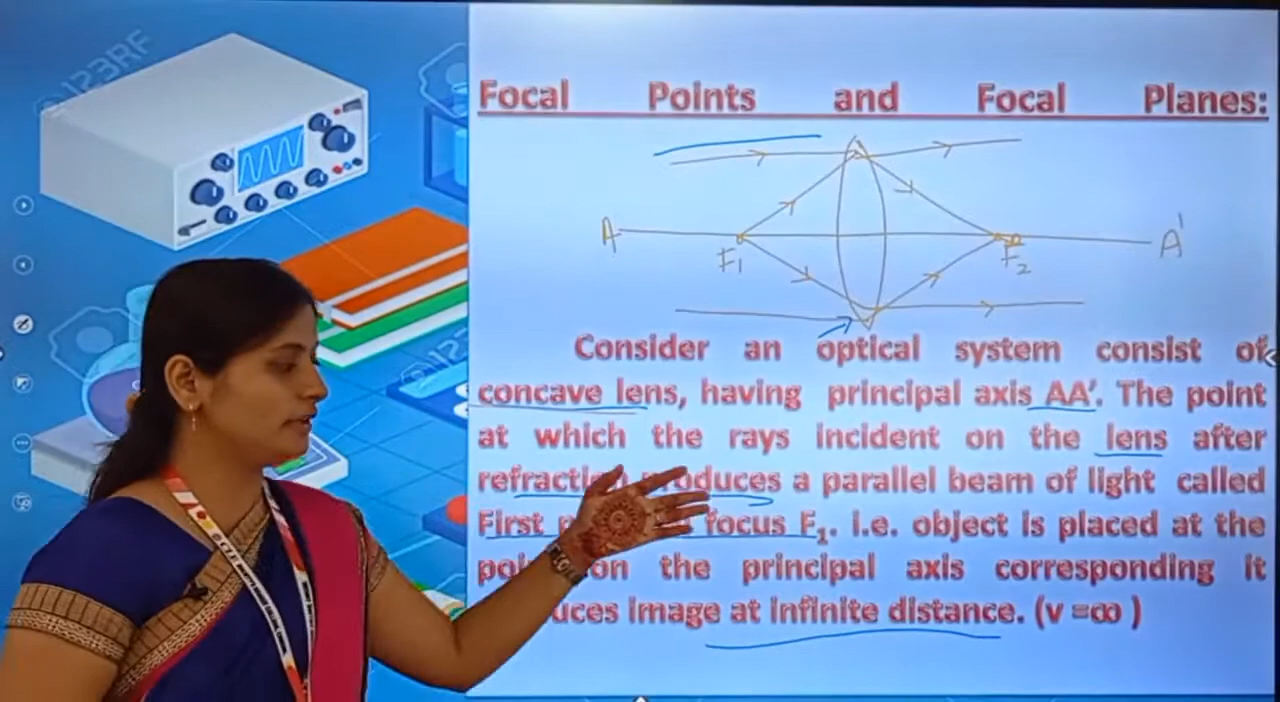 123RF
Focal Points and Focal Planes:
A F₁ F₂ A'
Consider an optical system consist of
concave lens, having principal axis AA'. The point
at which the rays incident on the lens after
refraction produces a parallel beam of light called
First focus F₁. i.e. object is placed at the
on the principal axis corresponding it
image at infinite distance. (v =∞ )